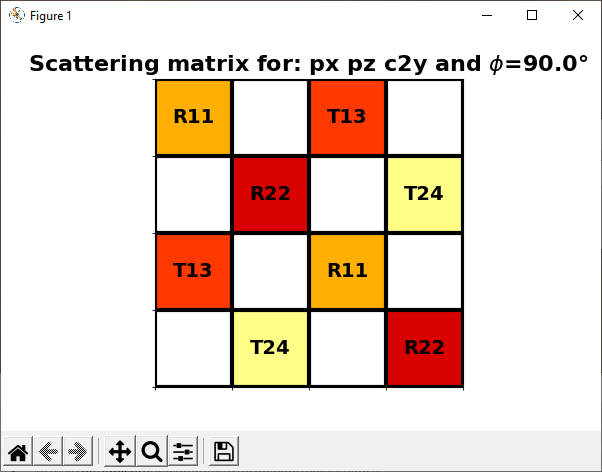 Figure 1
Scattering matrix for: px pz c2y and ϕ=90.0°
R11 T13
R22 T24
T13 R11
T24 R22